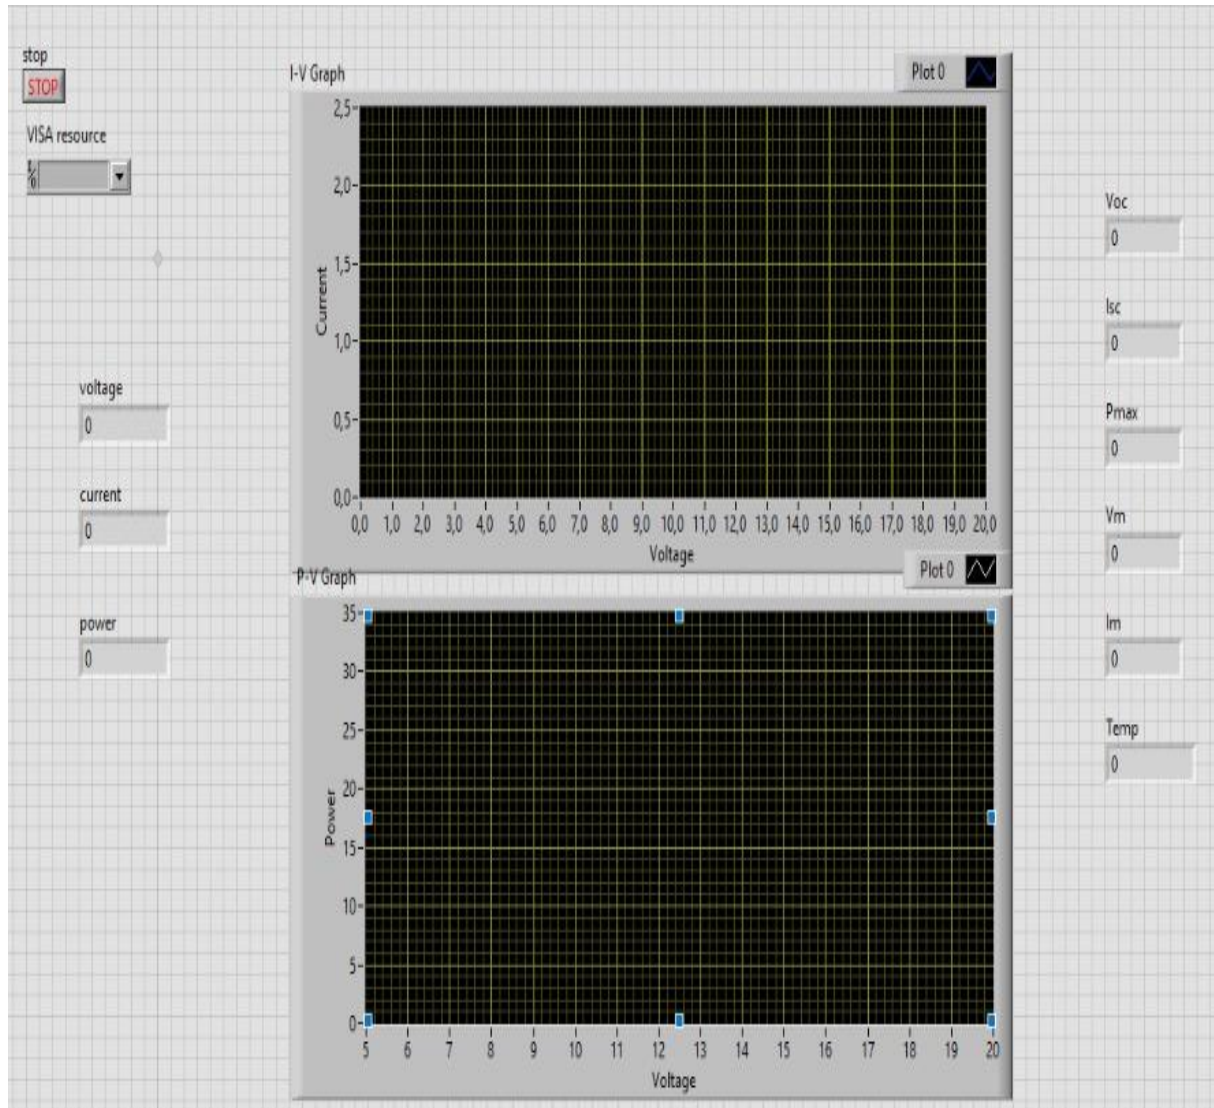 stop
STOP
VISA resource
I/O
voltage
0
current
0
power
0
I-V Graph
Plot 0
2,5
2,0
1,5
1,0
0,5
0,0
Current
0,0 1,0 2,0 3,0 4,0 5,0 6,0 7,0 8,0 9,0 10,0 11,0 12,0 13,0 14,0 15,0 16,0 17,0 18,0 19,0 20,0
Voltage
P-V Graph
Plot 0
35
30
25
20
15
10
5
0
Power
5 6 7 8 9 10 11 12 13 14 15 16 17 18 19 20
Voltage
Voc
0
Isc
0
Pmax
0
Vm
0
Im
0
Temp
0